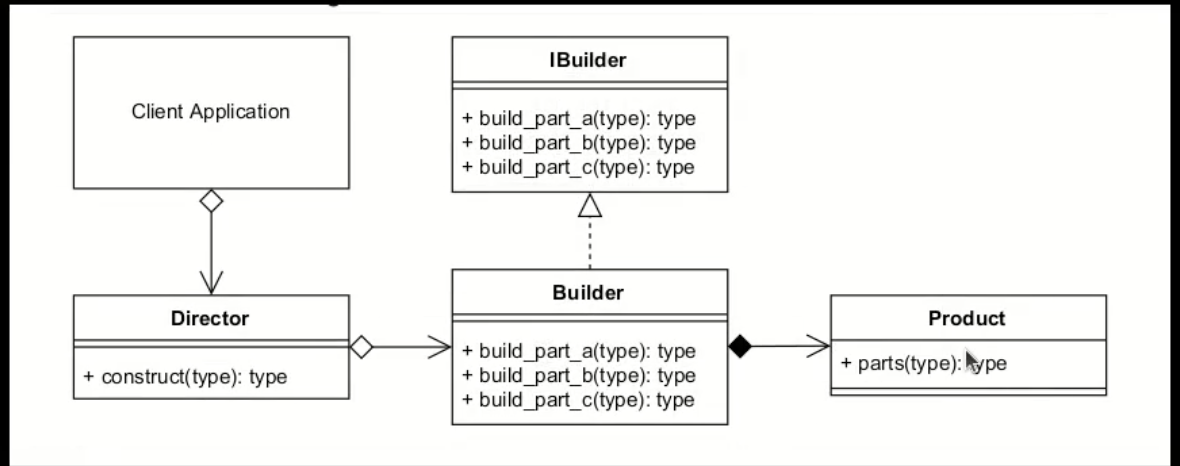 Client Application
IBuilder
+ build_part_a(type): type
+ build_part_b(type): type
+ build_part_c(type): type
Director
+ construct(type): type
Builder
+ build_part_a(type): type
+ build_part_b(type): type
+ build_part_c(type): type
Product
+ parts(type): type